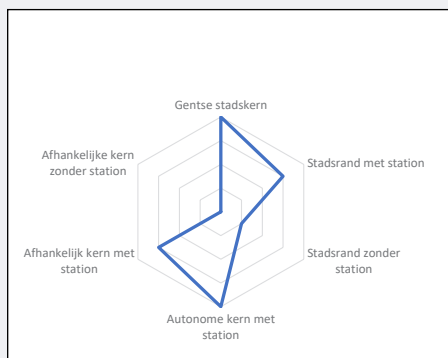 Gentse stadskern
Afhankelijke kern
zonder station
Stadsrand met station
Afhankelijk kern met
station
Stadsrand zonder
station
Autonome kern met
station